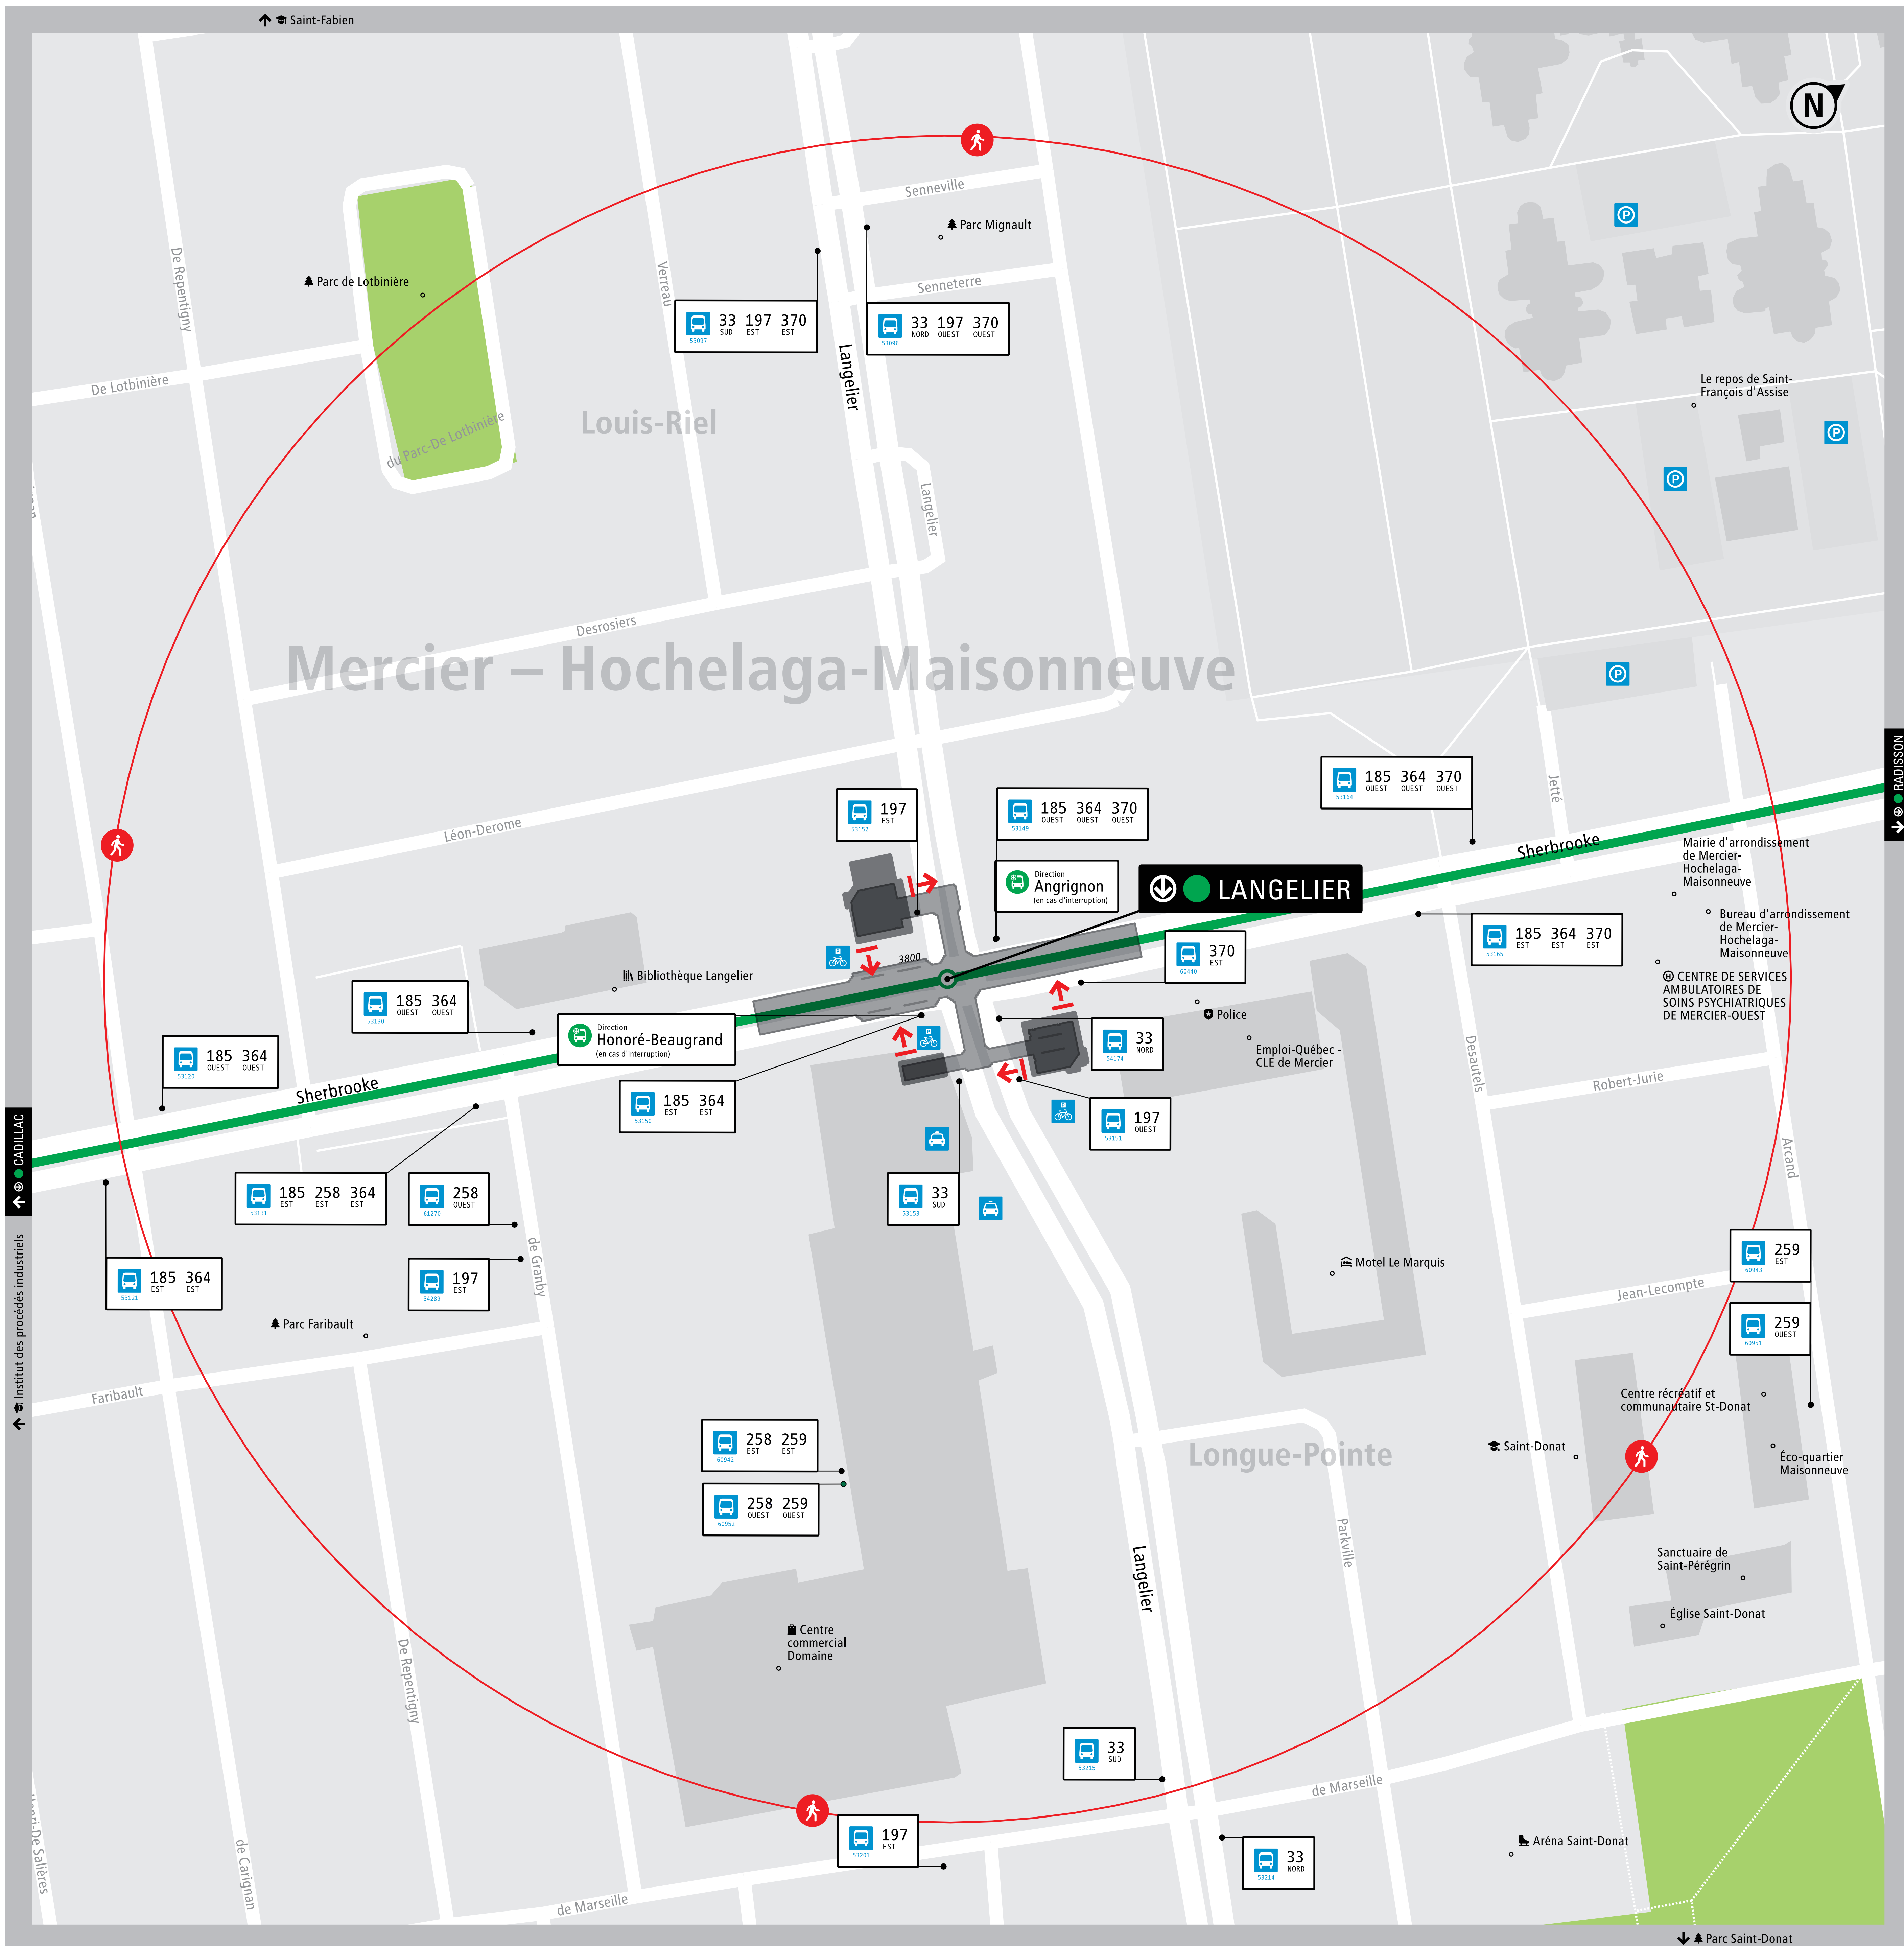 Saint-Fabien
N
Senneville
Parc Mignault
De Repentigny
Verreau
Parc de Lotbinière
Senneterre
33 197 370
SUD EST EST
53097
33 197 370
NORD OUEST OUEST
53096
Langelier
De Lotbinière
Le repos de Saint-
François d'Assise
Louis-Riel
du Parc-De Lotbinière
Langelier
Desrosiers
Mercier – Hochelaga-Maisonneuve
RADISSON
185 364 370
OUEST OUEST OUEST
53164
Jetté
197
EST
53152
185 364 370
OUEST OUEST OUEST
53149
Léon-Derome
Sherbrooke
Mairie d'arrondissement
de Mercier-
Hochelaga-
Maisonneuve
Direction
Angrignon
(en cas d'interruption)
LANGELIER
Bureau d'arrondissement
de Mercier-
Hochelaga-
Maisonneuve
185 364 370
EST EST EST
53165
370
EST
60440
3800
Bibliothèque Langelier
CENTRE DE SERVICES
AMBULATOIRES DE
SOINS PSYCHIATRIQUES
DE MERCIER-OUEST
185 364
OUEST OUEST
53130
Police
Direction
Honoré-Beaugrand
(en cas d'interruption)
33
NORD
54174
Emploi-Québec -
CLE de Mercier
Desautels
185 364
OUEST OUEST
53120
Sherbrooke
Robert-Jurie
185 364
EST EST
53150
197
OUEST
53151
Arcand
CADILLAC
185 258 364
EST EST EST
53131
258
OUEST
61270
33
SUD
53153
de Granby
Institut des procédés industriels
185 364
EST EST
53121
197
EST
54289
Motel Le Marquis
259
EST
60943
Jean-Lecompte
Parc Faribault
259
OUEST
60951
Faribault
Centre récréatif et
communautaire St-Donat
258 259
EST EST
60942
Longue-Pointe
Saint-Donat
Éco-quartier
Maisonneuve
258 259
OUEST OUEST
60952
Parkville
Langelier
Sanctuaire de
Saint-Pérégrin
Église Saint-Donat
Centre
commercial
Domaine
De Repentigny
33
SUD
53215
de Marseille
197
EST
53201
33
NORD
53214
Aréna Saint-Donat
de Carignan
Henri-De Salières
de Marseille
Parc Saint-Donat